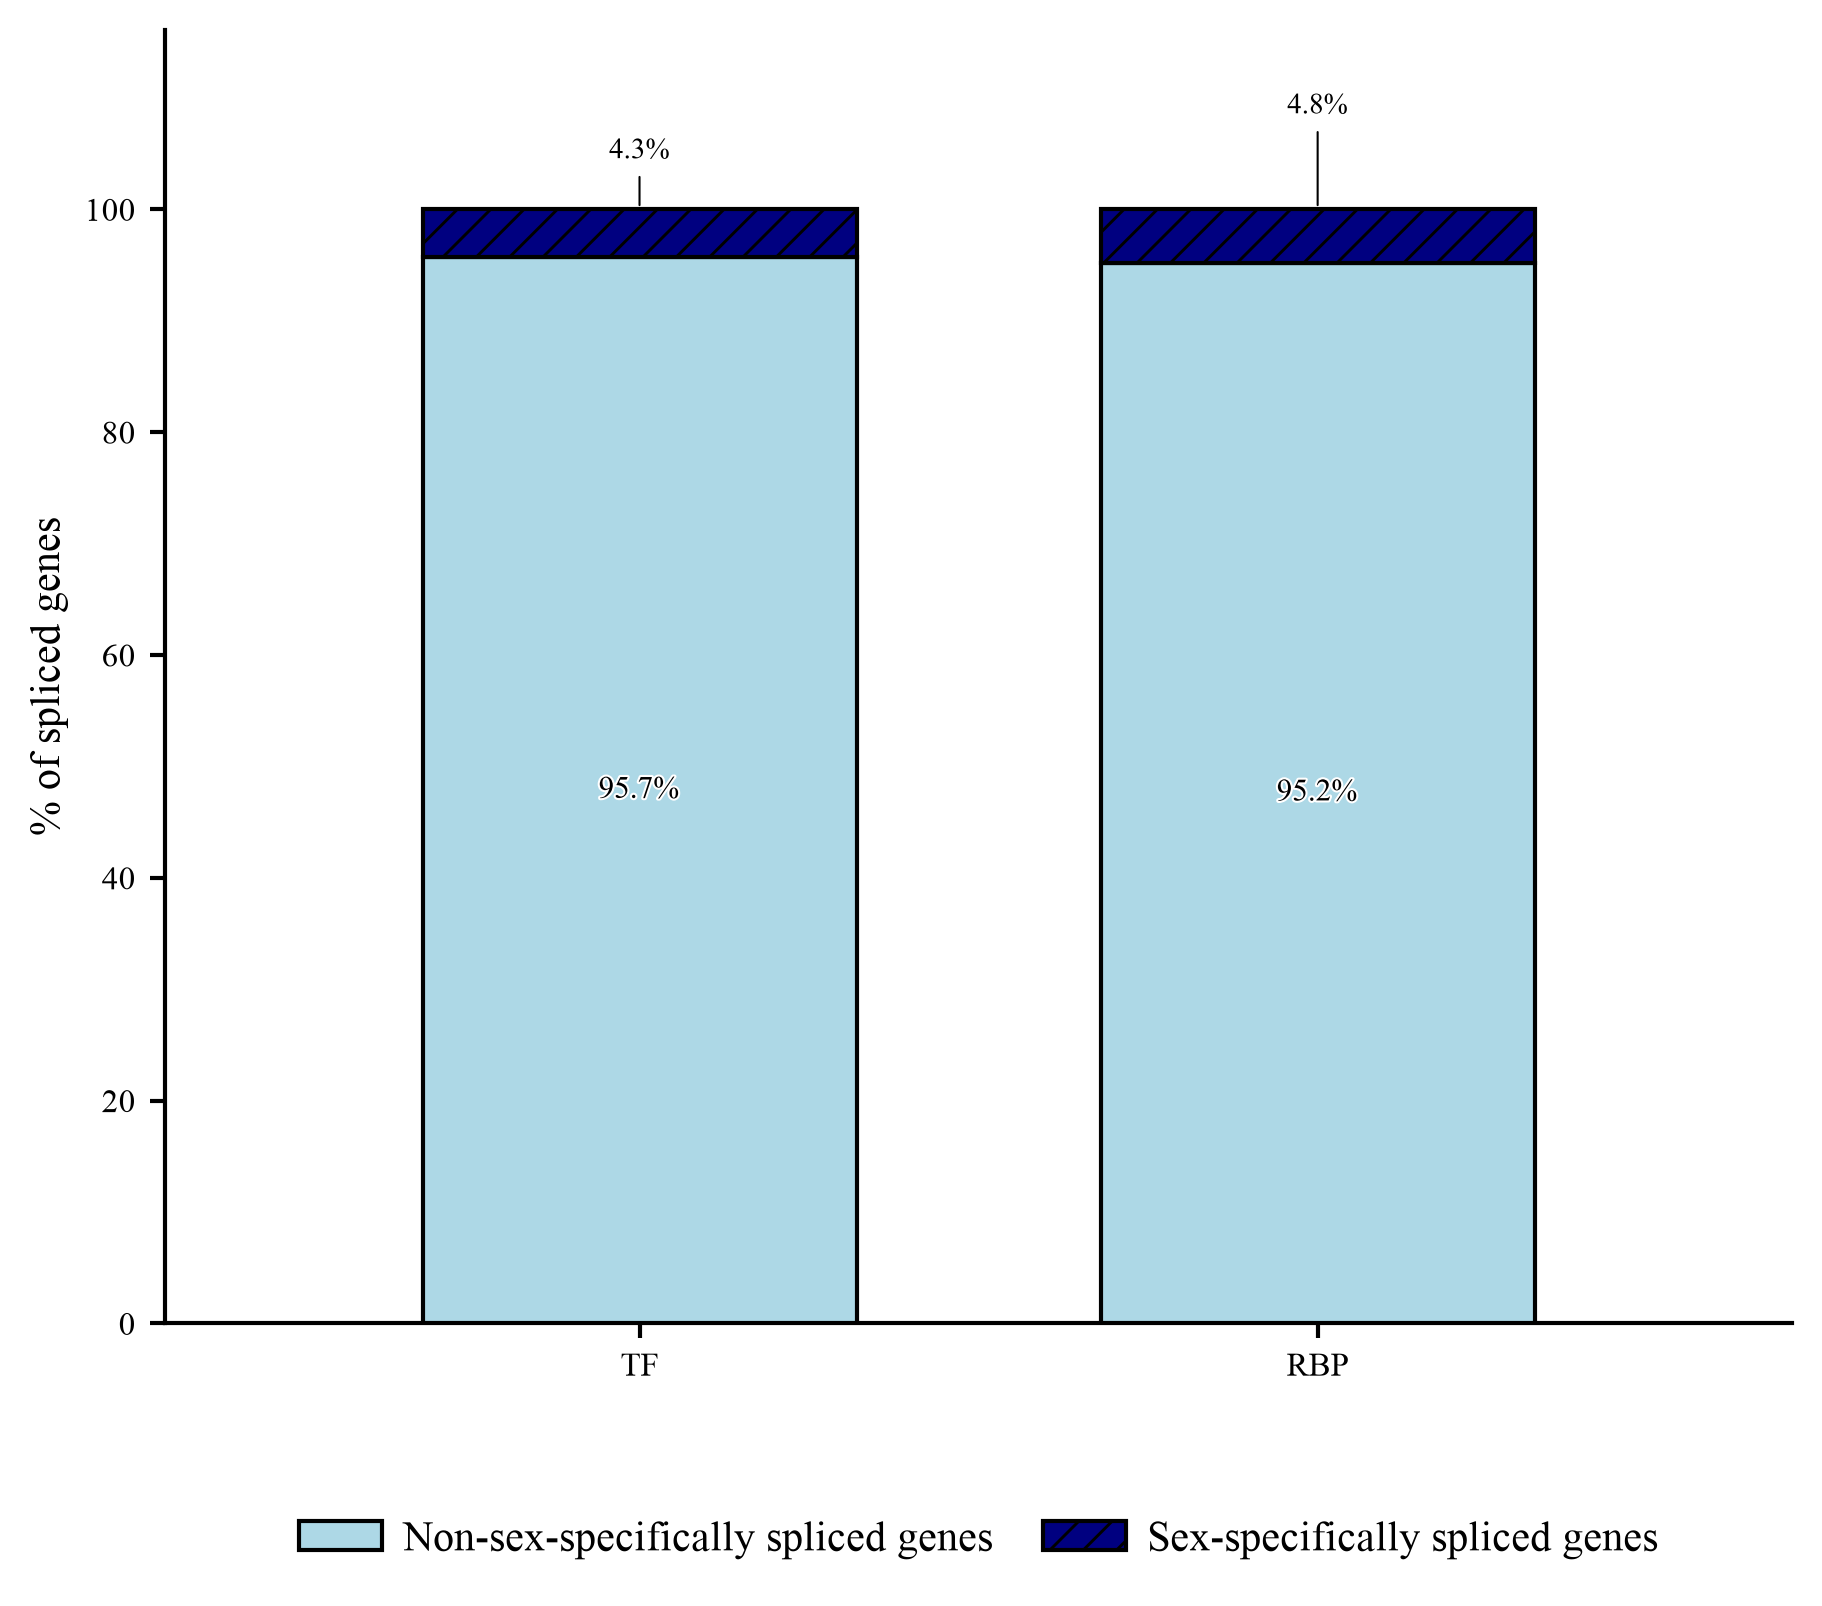 4.8%
4.3%
100
80
60
40
20
0
% of spliced genes
95.7%
95.2%
TF
RBP
Non-sex-specifically spliced genes
Sex-specifically spliced genes